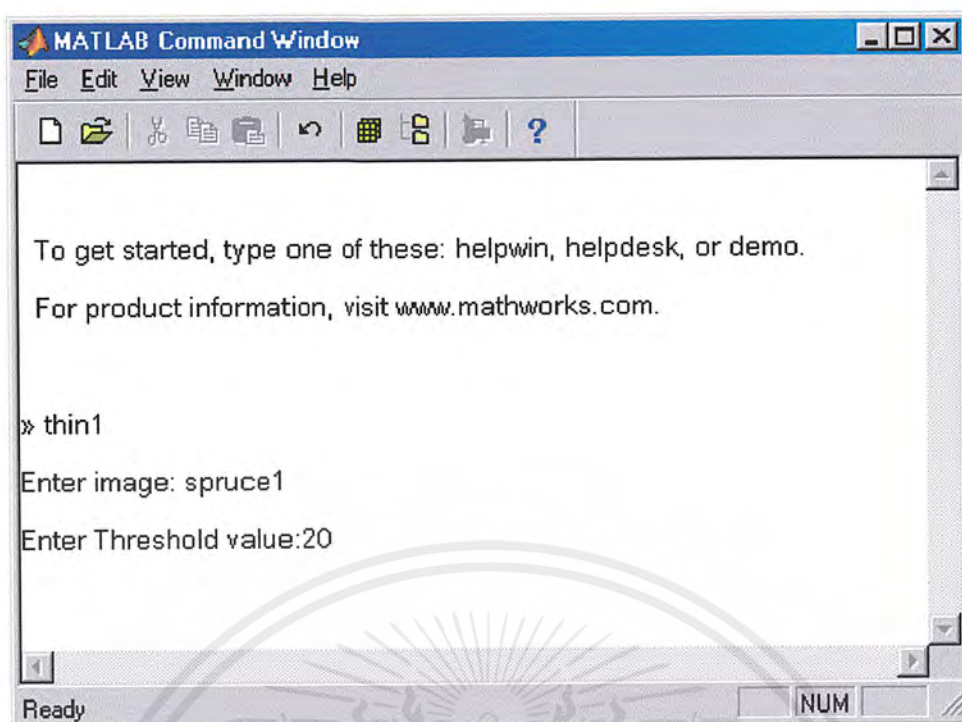 MATLAB Command Window
File Edit View Window Help
?
To get started, type one of these: helpwin, helpdesk, or demo.
For product information, visit www.mathworks.com.
» thin1
Enter image: spruce1
Enter Threshold value:20
Ready NUM